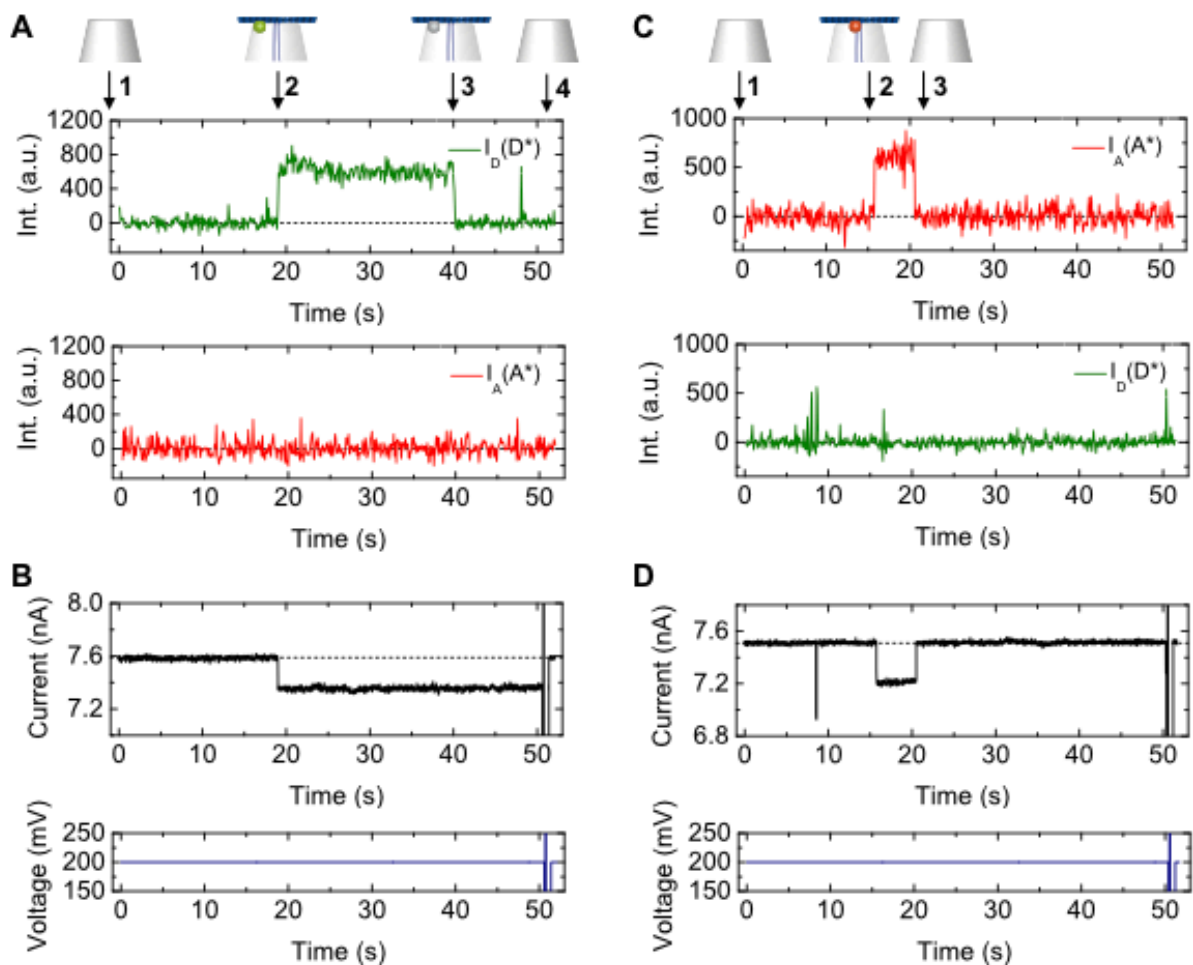 A
1 2 3 4
Int. (a.u.)
1200
800
400
0
I_D(D*)
0 10 20 30 40 50
Time (s)
Int. (a.u.)
1200
800
400
0
I_A(A*)
0 10 20 30 40 50
Time (s)
B
Current (nA)
8.0
7.6
7.2
0 10 20 30 40 50
Time (s)
Voltage (mV)
250
200
150
0 10 20 30 40 50
Time (s)
C
1 2 3
Int. (a.u.)
1000
500
0
I_A(A*)
0 10 20 30 40 50
Time (s)
Int. (a.u.)
1000
500
0
I_D(D*)
0 10 20 30 40 50
Time (s)
D
Current (nA)
7.6
7.2
6.8
0 10 20 30 40 50
Time (s)
Voltage (mV)
250
200
150
0 10 20 30 40 50
Time (s)